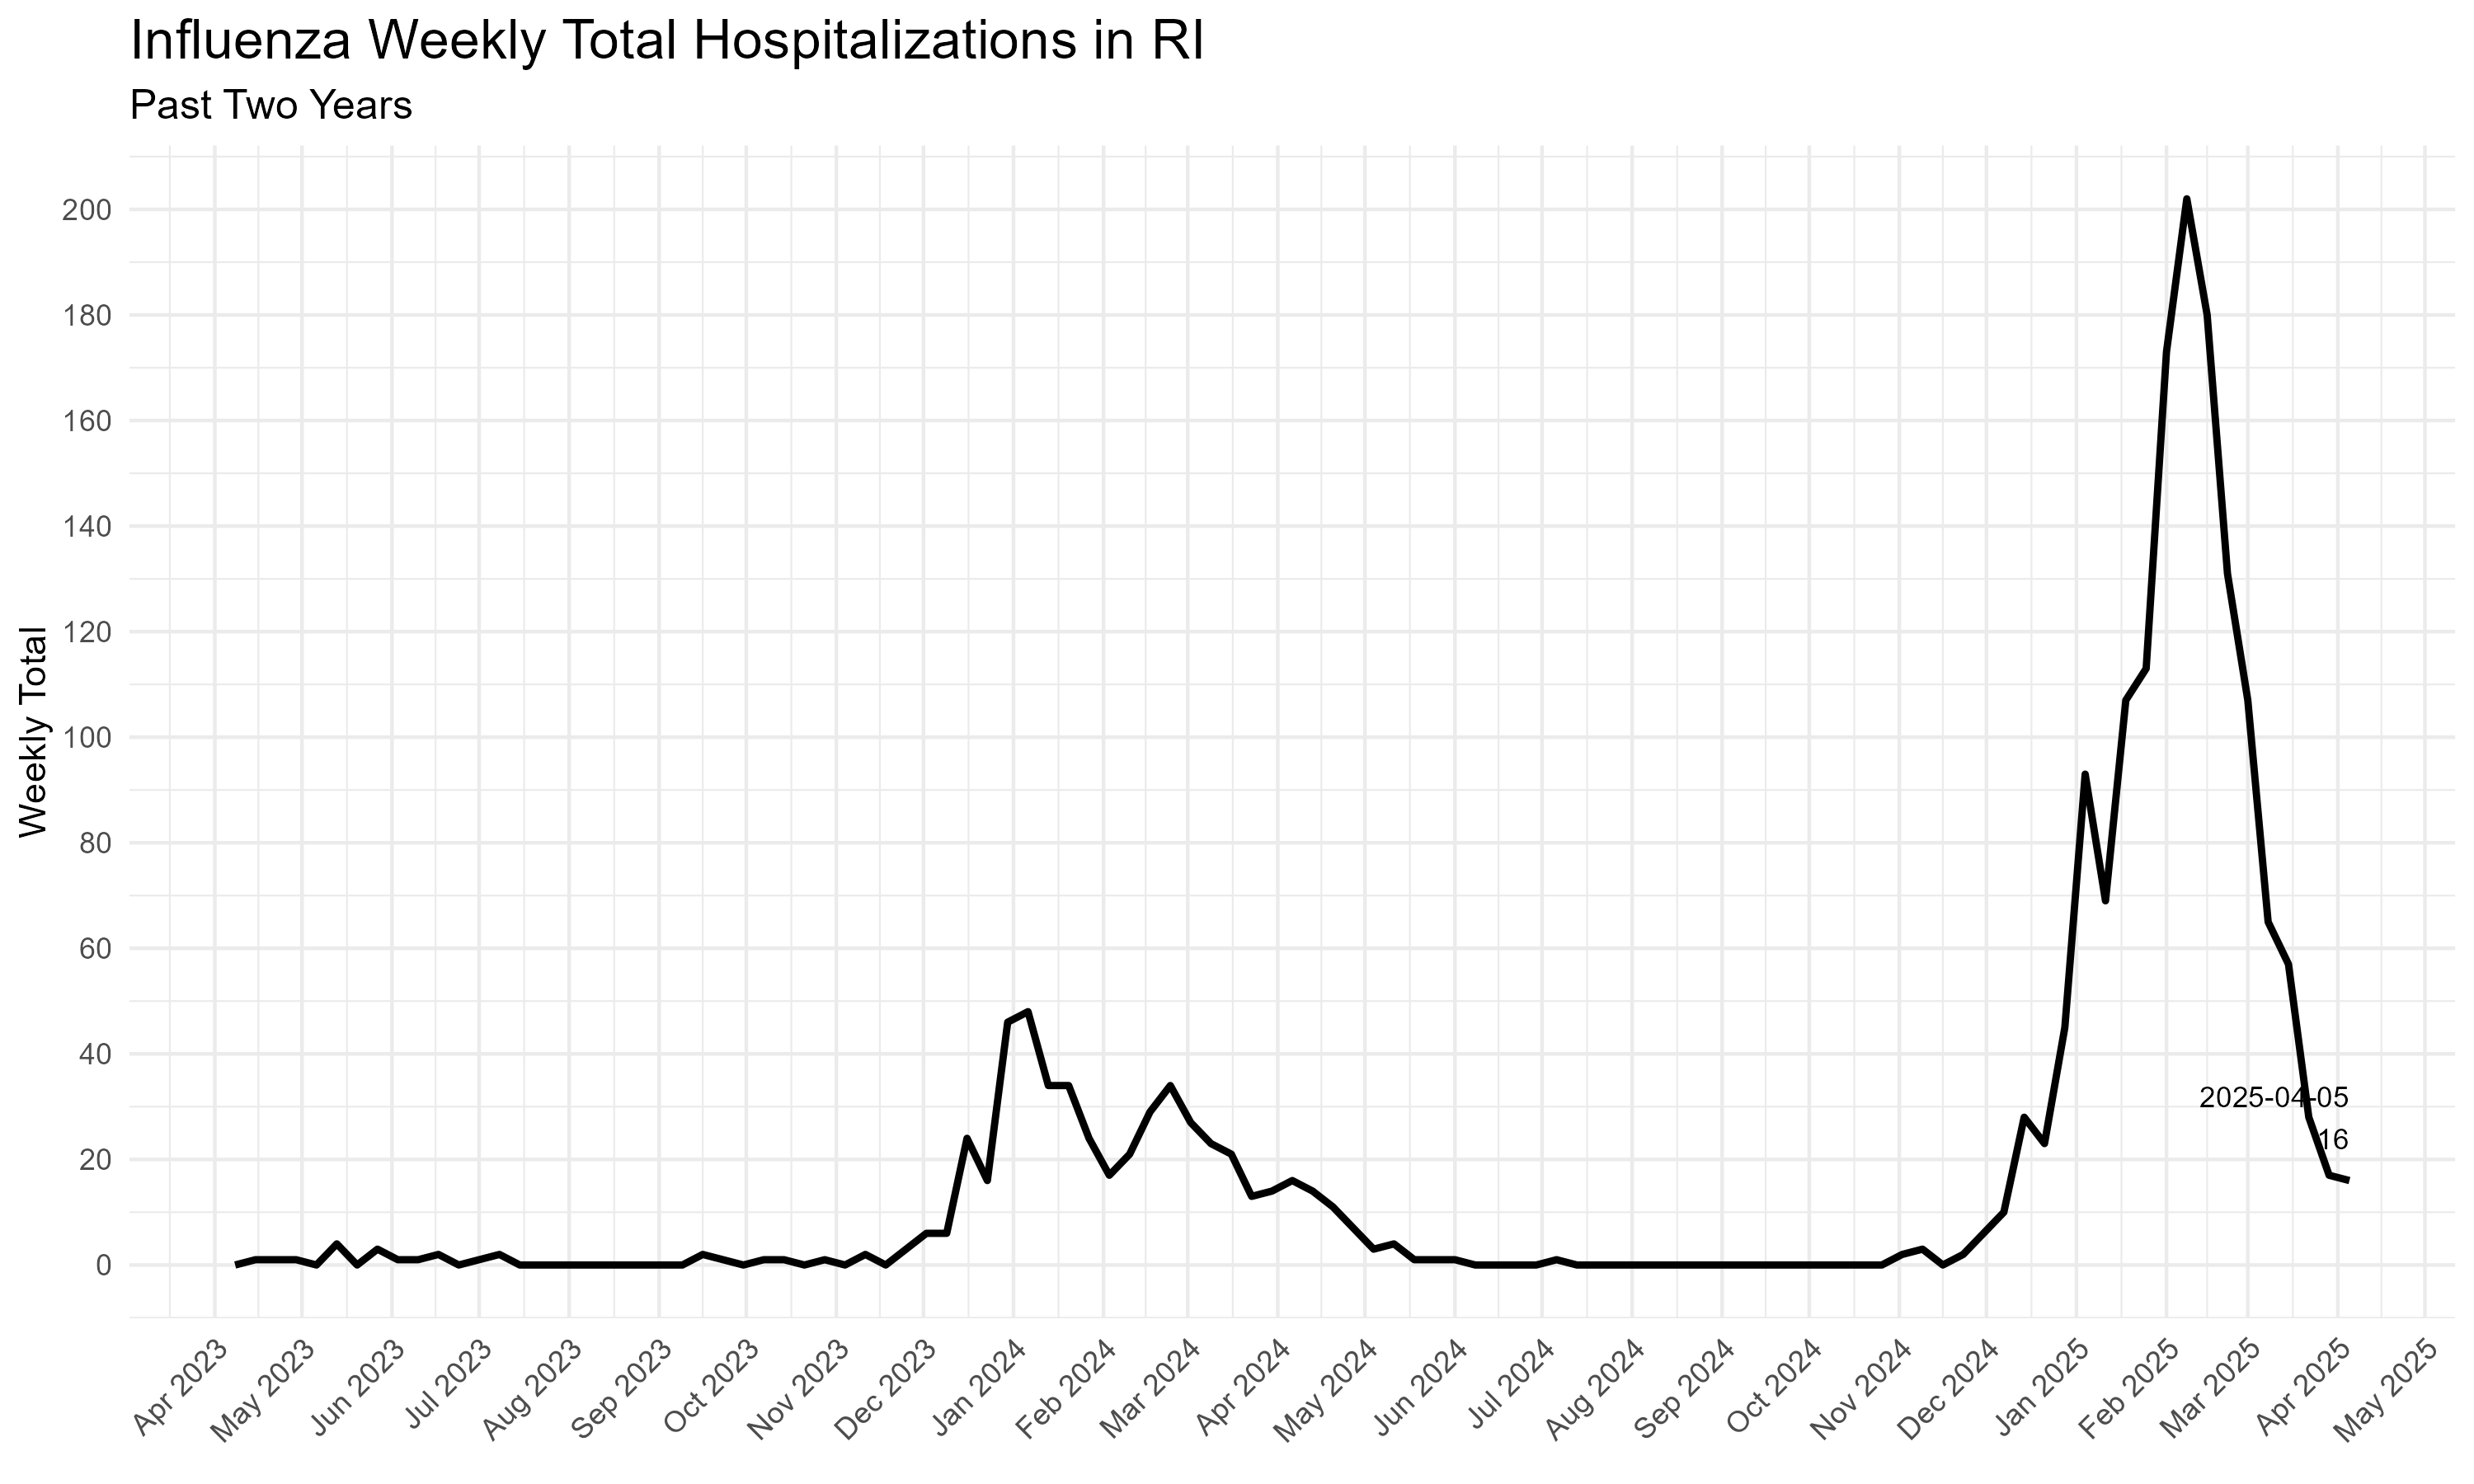 Influenza Weekly Total Hospitalizations in RI
Past Two Years
Weekly Total
200
180
160
140
120
100
80
60
40
20
0
2025-04-05
16
Apr 2023
May 2023
Jun 2023
Jul 2023
Aug 2023
Sep 2023
Oct 2023
Nov 2023
Dec 2023
Jan 2024
Feb 2024
Mar 2024
Apr 2024
May 2024
Jun 2024
Jul 2024
Aug 2024
Sep 2024
Oct 2024
Nov 2024
Dec 2024
Jan 2025
Feb 2025
Mar 2025
Apr 2025
May 2025